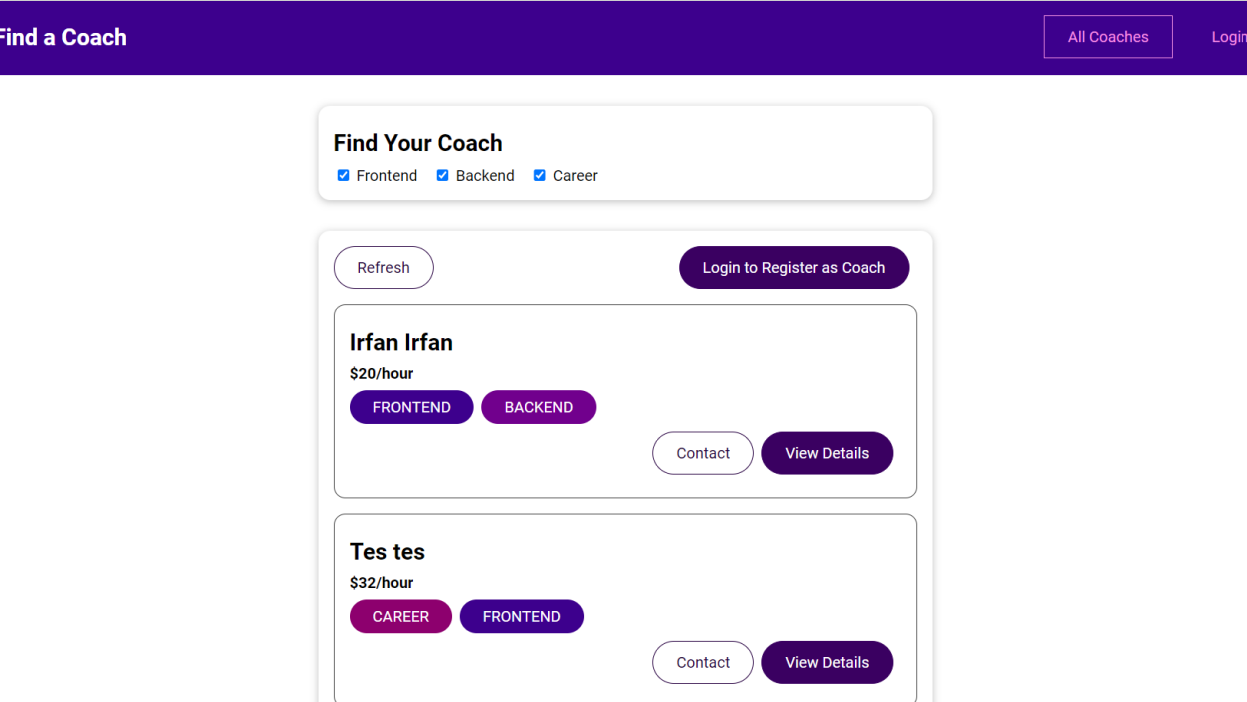 Find a Coach
All Coaches
Login
Find Your Coach
Frontend Backend Career
Refresh
Login to Register as Coach
Irfan Irfan
$20/hour
FRONTEND BACKEND
Contact View Details
Tes tes
$32/hour
CAREER FRONTEND
Contact View Details